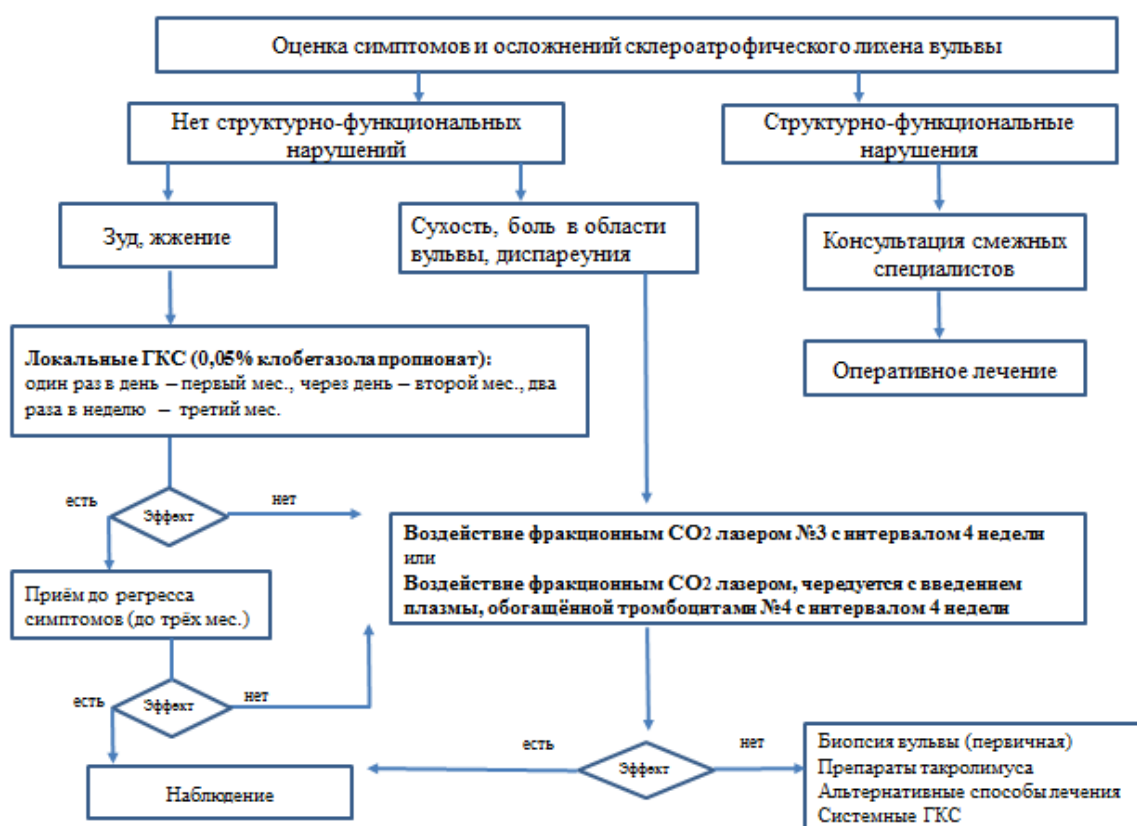 Оценка симптомов и осложнений склероатрофического лихена вульвы
Нет структурно-функциональных
нарушений
Структурно-функциональные
нарушения
Зуд, жжение
Сухость, боль в области
вульвы, диспареуния
Консультация смежных
специалистов
Локальные ГКС (0,05% клобетазола пропионат):
один раз в день – первый мес., через день – второй мес., два
раза в неделю – третий мес.
Оперативное лечение
есть
Эффект
нет
Воздействие фракционным СО2 лазером №3 с интервалом 4 недели
или
Воздействие фракционным СО2 лазером, чередуется с введением
плазмы, обогащённой тромбоцитами №4 с интервалом 4 недели
Приём до регресса
симптомов (до трёх мес.)
есть
Эффект
нет
есть
Эффект
нет
Наблюдение
Биопсия вульвы (первичная)
Препараты такролимуса
Альтернативные способы лечения
Системные ГКС